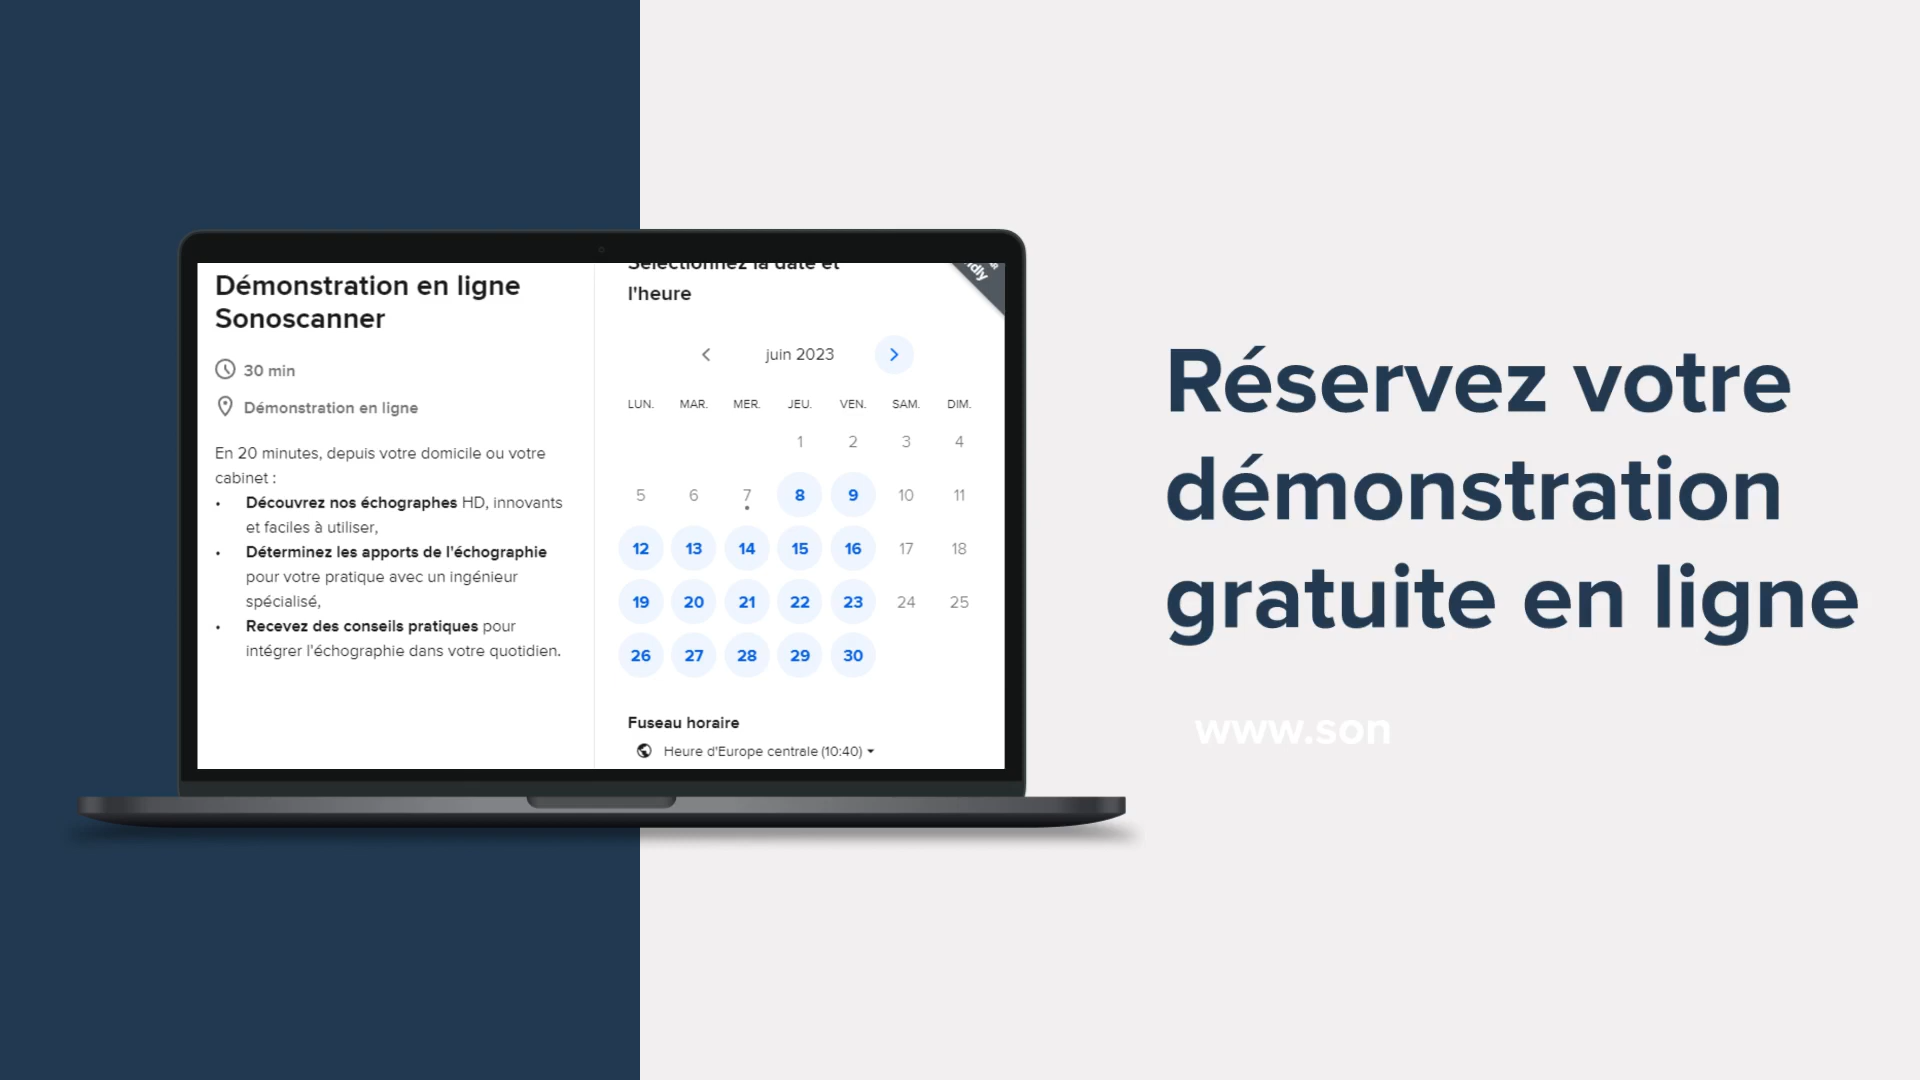 Démonstration en ligne
Sonoscanner
30 min
Démonstration en ligne
En 20 minutes, depuis votre domicile ou votre
cabinet :
• Découvrez nos échographes HD, innovants
et faciles à utiliser,
• Déterminez les apports de l'échographie
pour votre pratique avec un ingénieur
spécialisé,
• Recevez des conseils pratiques pour
intégrer l'échographie dans votre quotidien.
Sélectionnez la date et
l'heure
juin 2023
LUN. MAR. MER. JEU. VEN. SAM. DIM.
1 2 3 4
5 6 7 8 9 10 11
12 13 14 15 16 17 18
19 20 21 22 23 24 25
26 27 28 29 30
Fuseau horaire
Heure d'Europe centrale (10:40)
Réservez votre
démonstration
gratuite en ligne
www.son